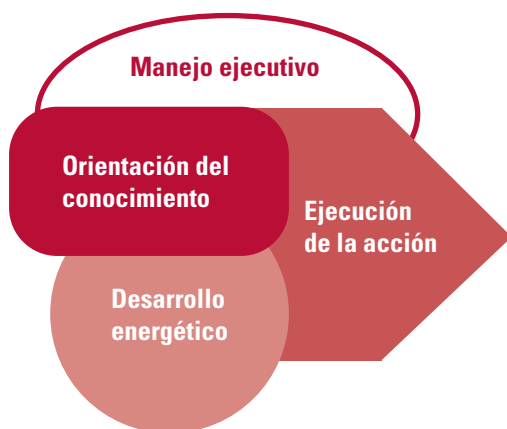 Manejo ejecutivo
Orientación del
conocimiento
Ejecución
de la acción
Desarrollo
energético